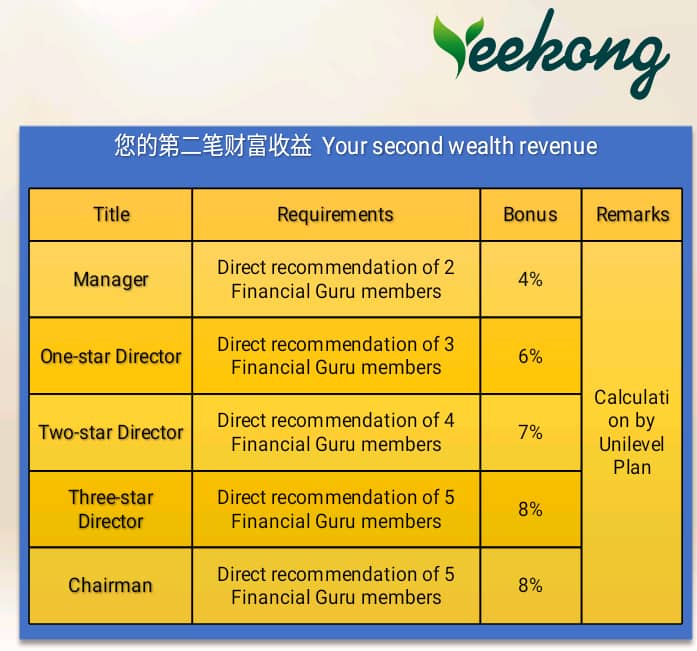 Yeekong
您的第二笔财富收益 Your second wealth revenue
Title Requirements Bonus Remarks
Manager
Direct recommendation of 2
Financial Guru members
4%
One-star Director
Direct recommendation of 3
Financial Guru members
6%
Two-star Director
Direct recommendation of 4
Financial Guru members
7%
Three-star
Director
Direct recommendation of 5
Financial Guru members
8%
Chairman
Direct recommendation of 5
Financial Guru members
8%
Calculati
on by
Unilevel
Plan